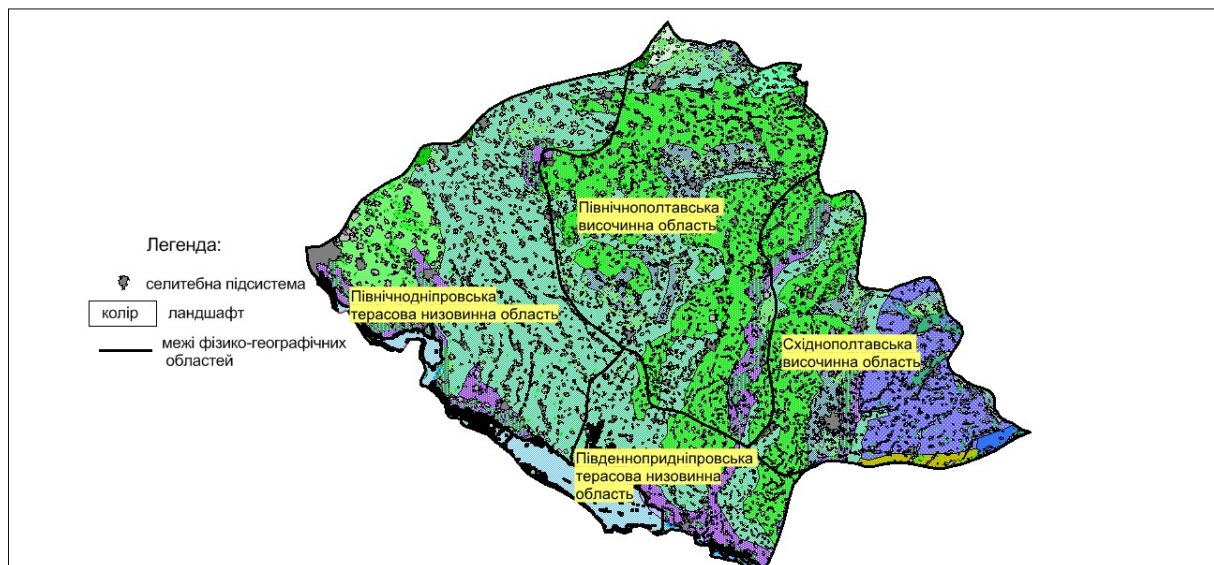 Північнополтавська
височинна область
Легенда:
селитебна підсистема
колір ландшафт
межі фізико-географічних
областей
Північнодніпровська
терасова низовинна область
Східнополтавська
височинна область
Південнопридніпровська
терасова низовинна
область